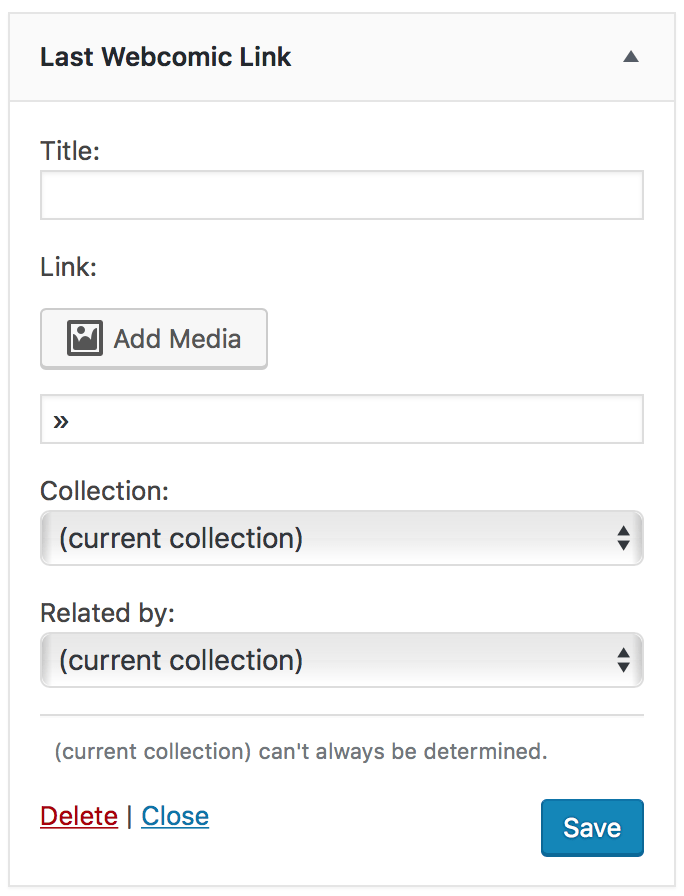 Last Webcomic Link
Title:
Link:
Add Media
»
Collection:
(current collection)
Related by:
(current collection)
(current collection) can't always be determined.
Delete | Close
Save